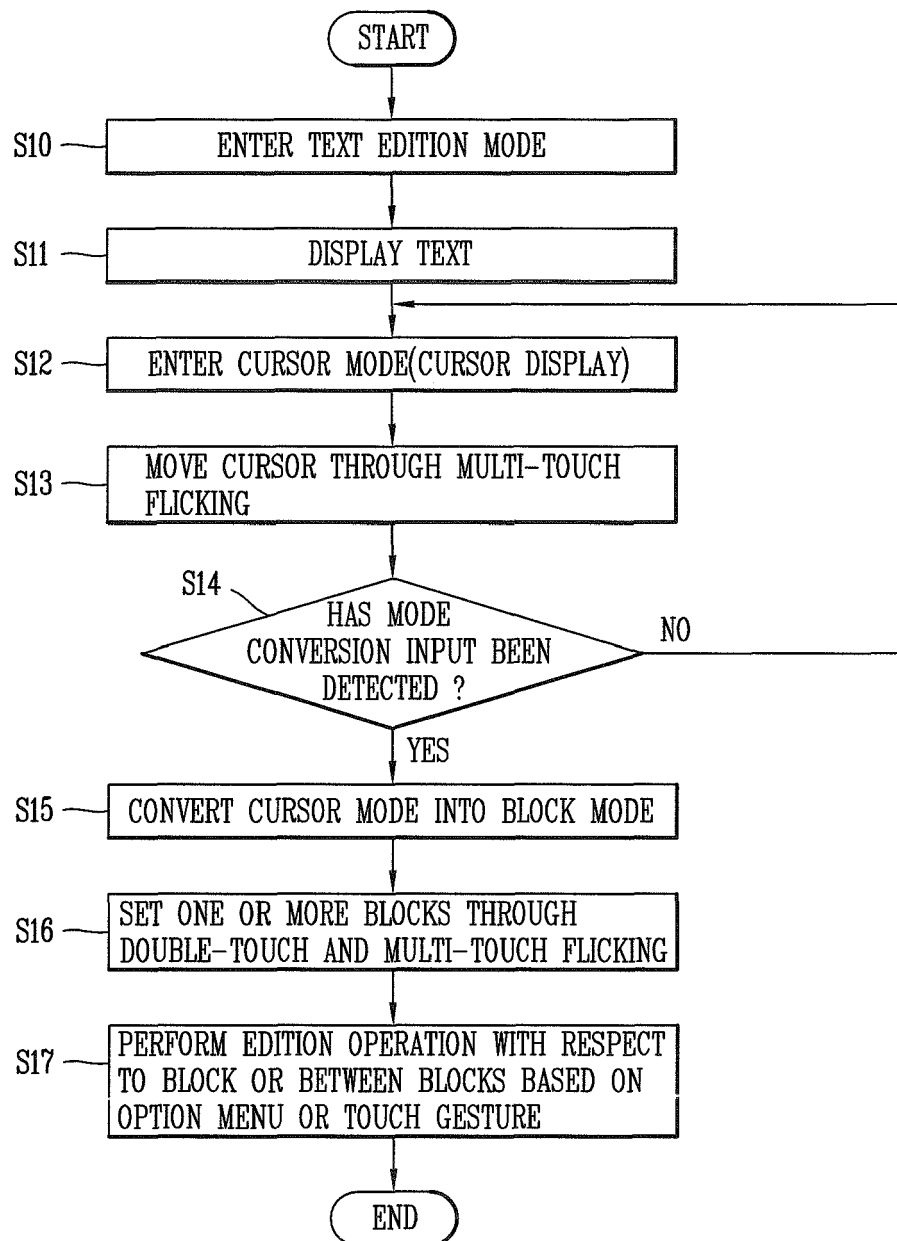 START
S10
ENTER TEXT EDITION MODE
S11
DISPLAY TEXT
S12
ENTER CURSOR MODE(CURSOR DISPLAY)
S13
MOVE CURSOR THROUGH MULTI-TOUCH
FLICKING
S14
HAS MODE
CONVERSION INPUT BEEN
DETECTED ?
NO
YES
S15
CONVERT CURSOR MODE INTO BLOCK MODE
S16
SET ONE OR MORE BLOCKS THROUGH
DOUBLE-TOUCH AND MULTI-TOUCH FLICKING
S17
PERFORM EDITION OPERATION WITH RESPECT
TO BLOCK OR BETWEEN BLOCKS BASED ON
OPTION MENU OR TOUCH GESTURE
END